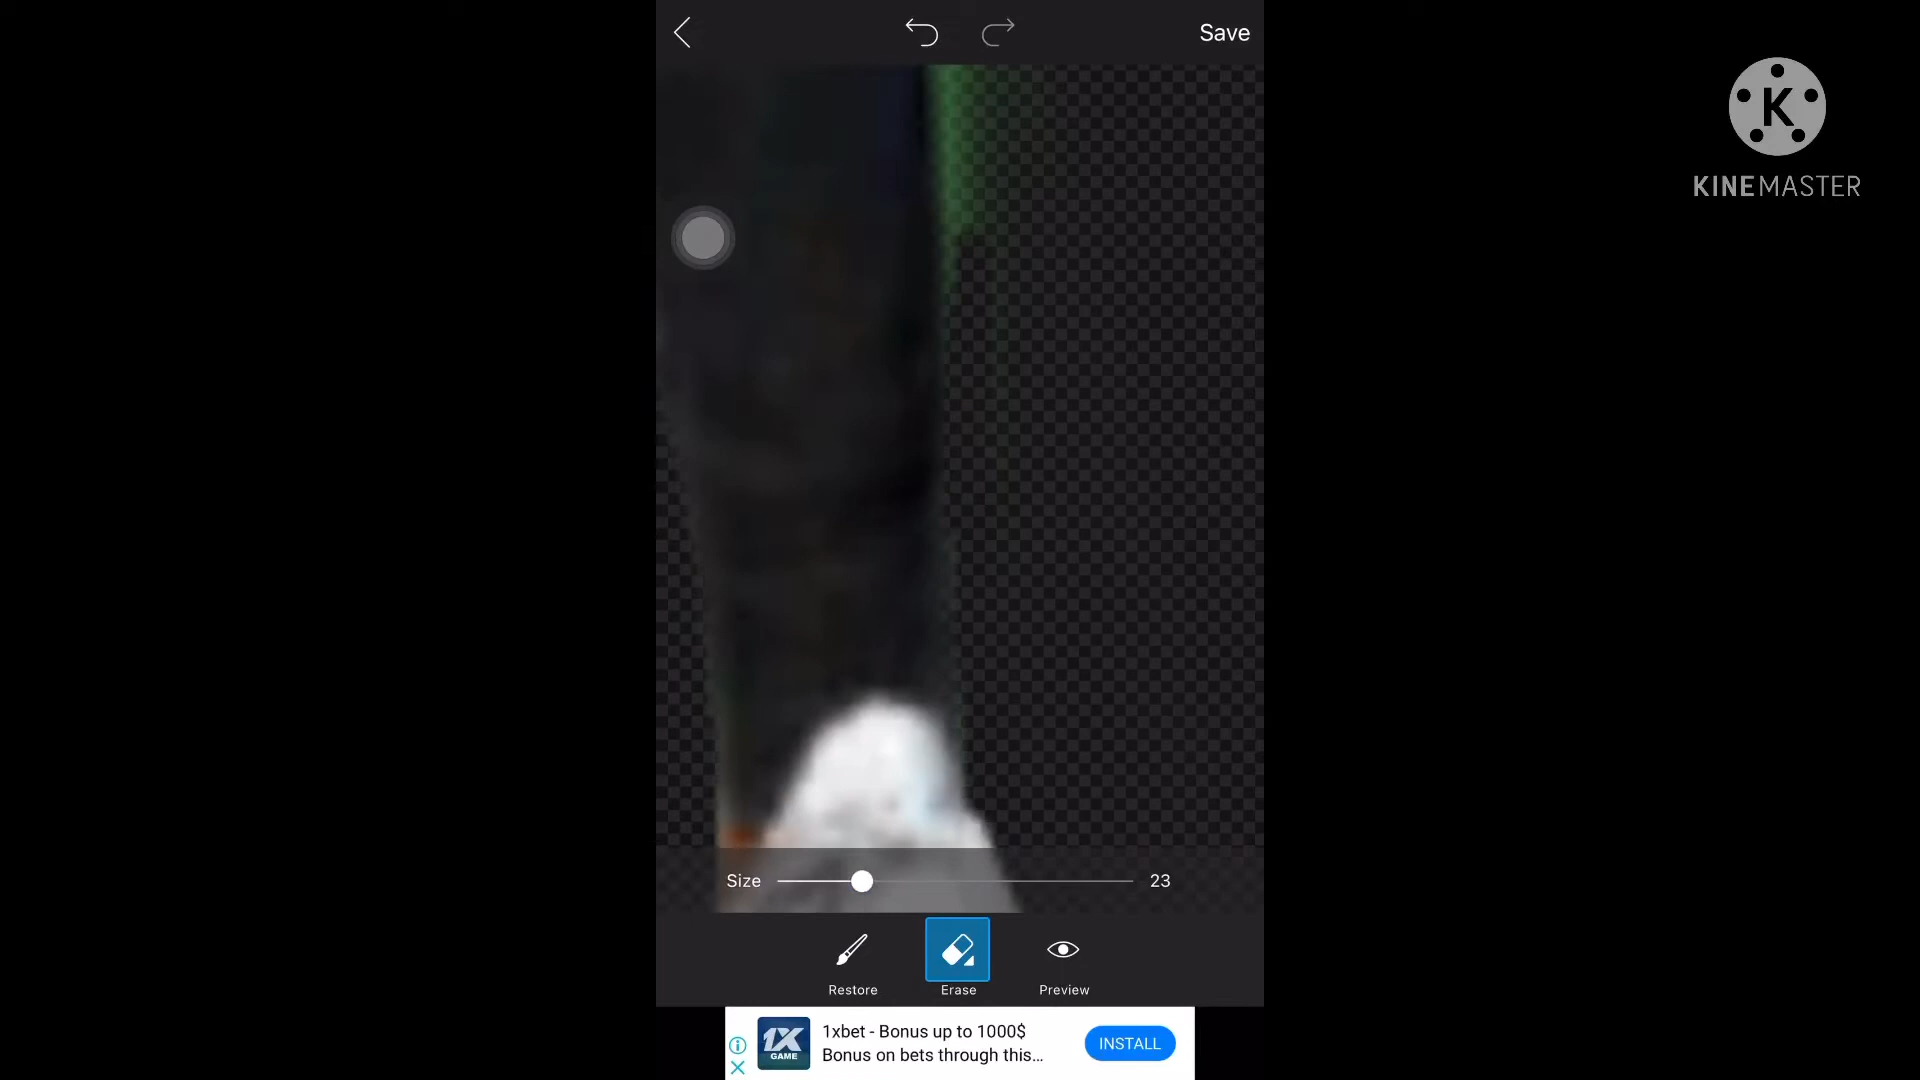 Save
K
KINEMASTER
Size
23
Restore
Erase
Preview
1X
GAME
1xbet - Bonus up to 1000$
Bonus on bets through this...
INSTALL